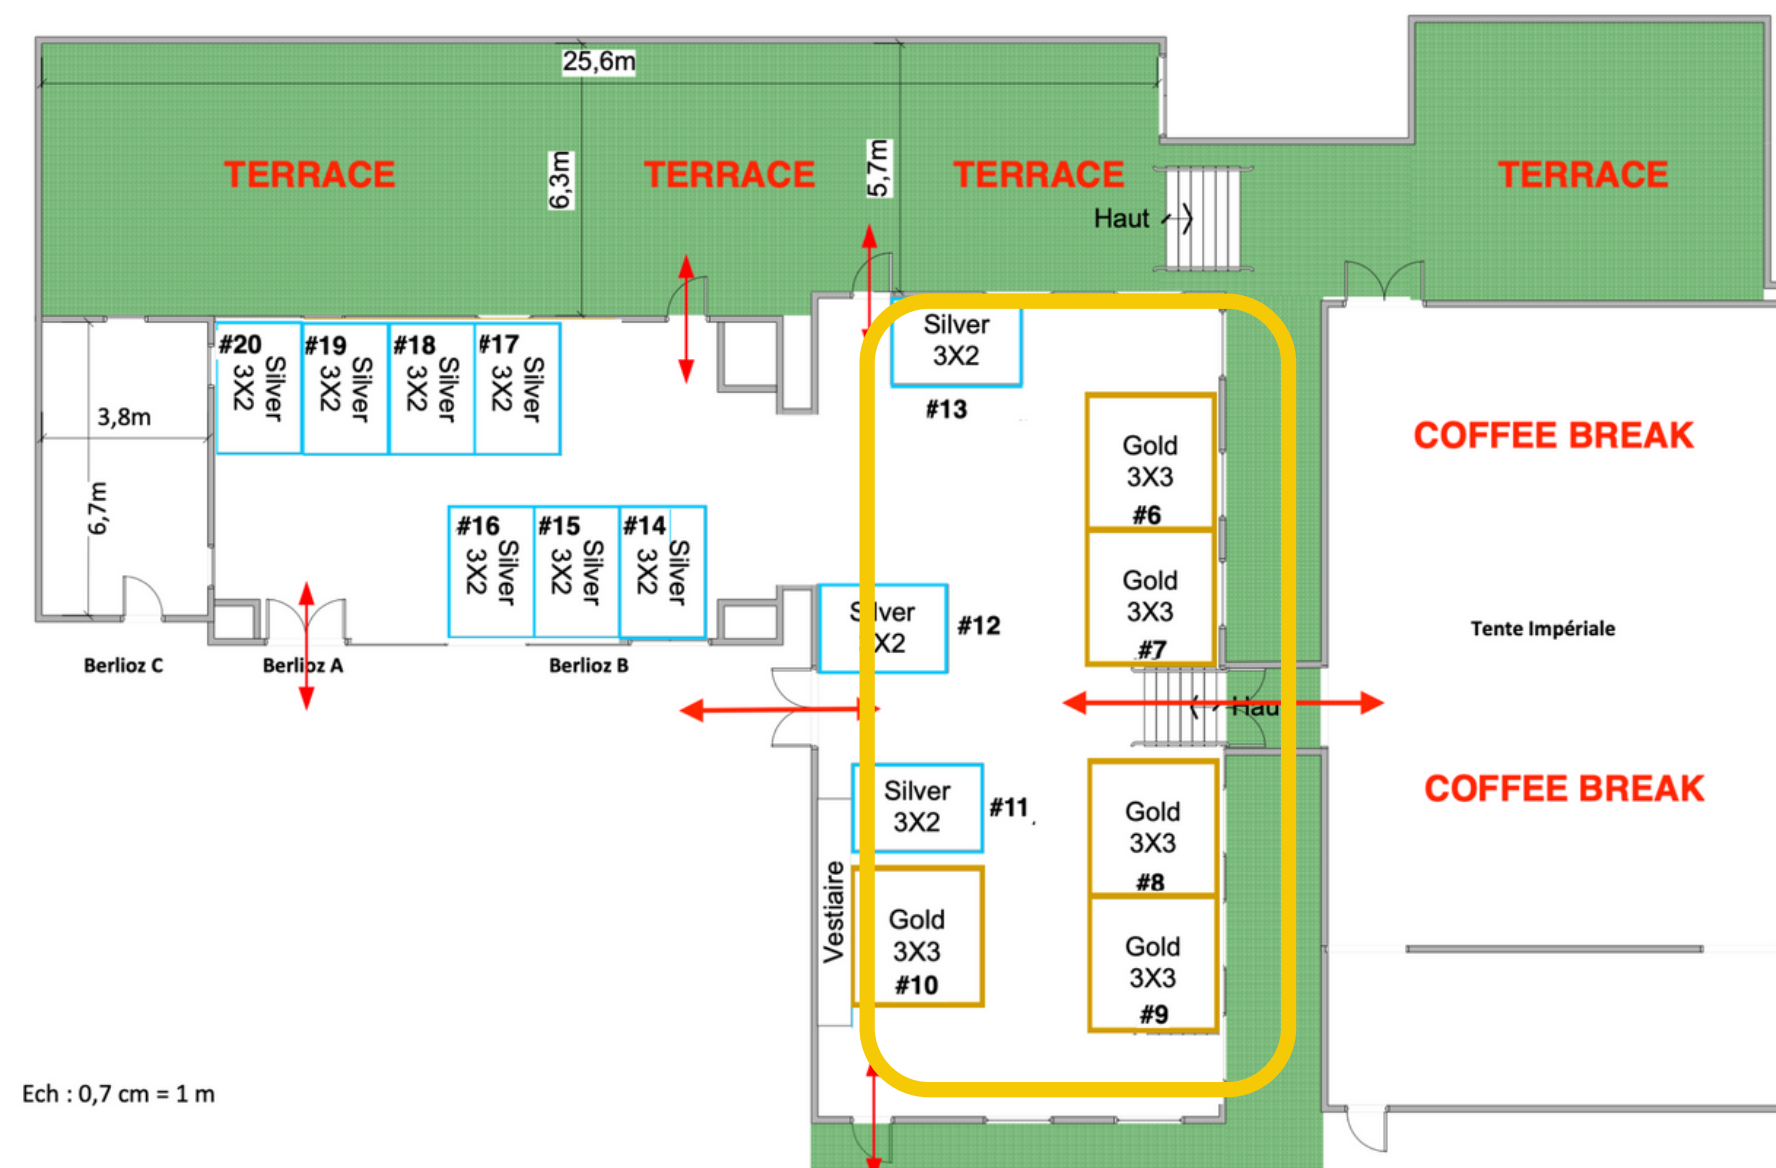 25,6m
TERRACE
TERRACE
TERRACE
TERRACE
6,3m
5,7m
Haut
#20
Silver
3X2
#19
Silver
3X2
#18
Silver
3X2
#17
Silver
3X2
Silver
3X2
#13
3,8m
6,7m
Gold
3X3
#6
COFFEE BREAK
#16
Silver
3X2
#15
Silver
3X2
#14
Silver
3X2
Gold
3X3
#7
Silver
3X2
#12
Tente Impériale
Berlioz C
Berlioz A
Berlioz B
Haut
Silver
3X2
#11
Gold
3X3
#8
COFFEE BREAK
Vestiaire
Gold
3X3
#10
Gold
3X3
#9
Ech : 0,7 cm = 1 m